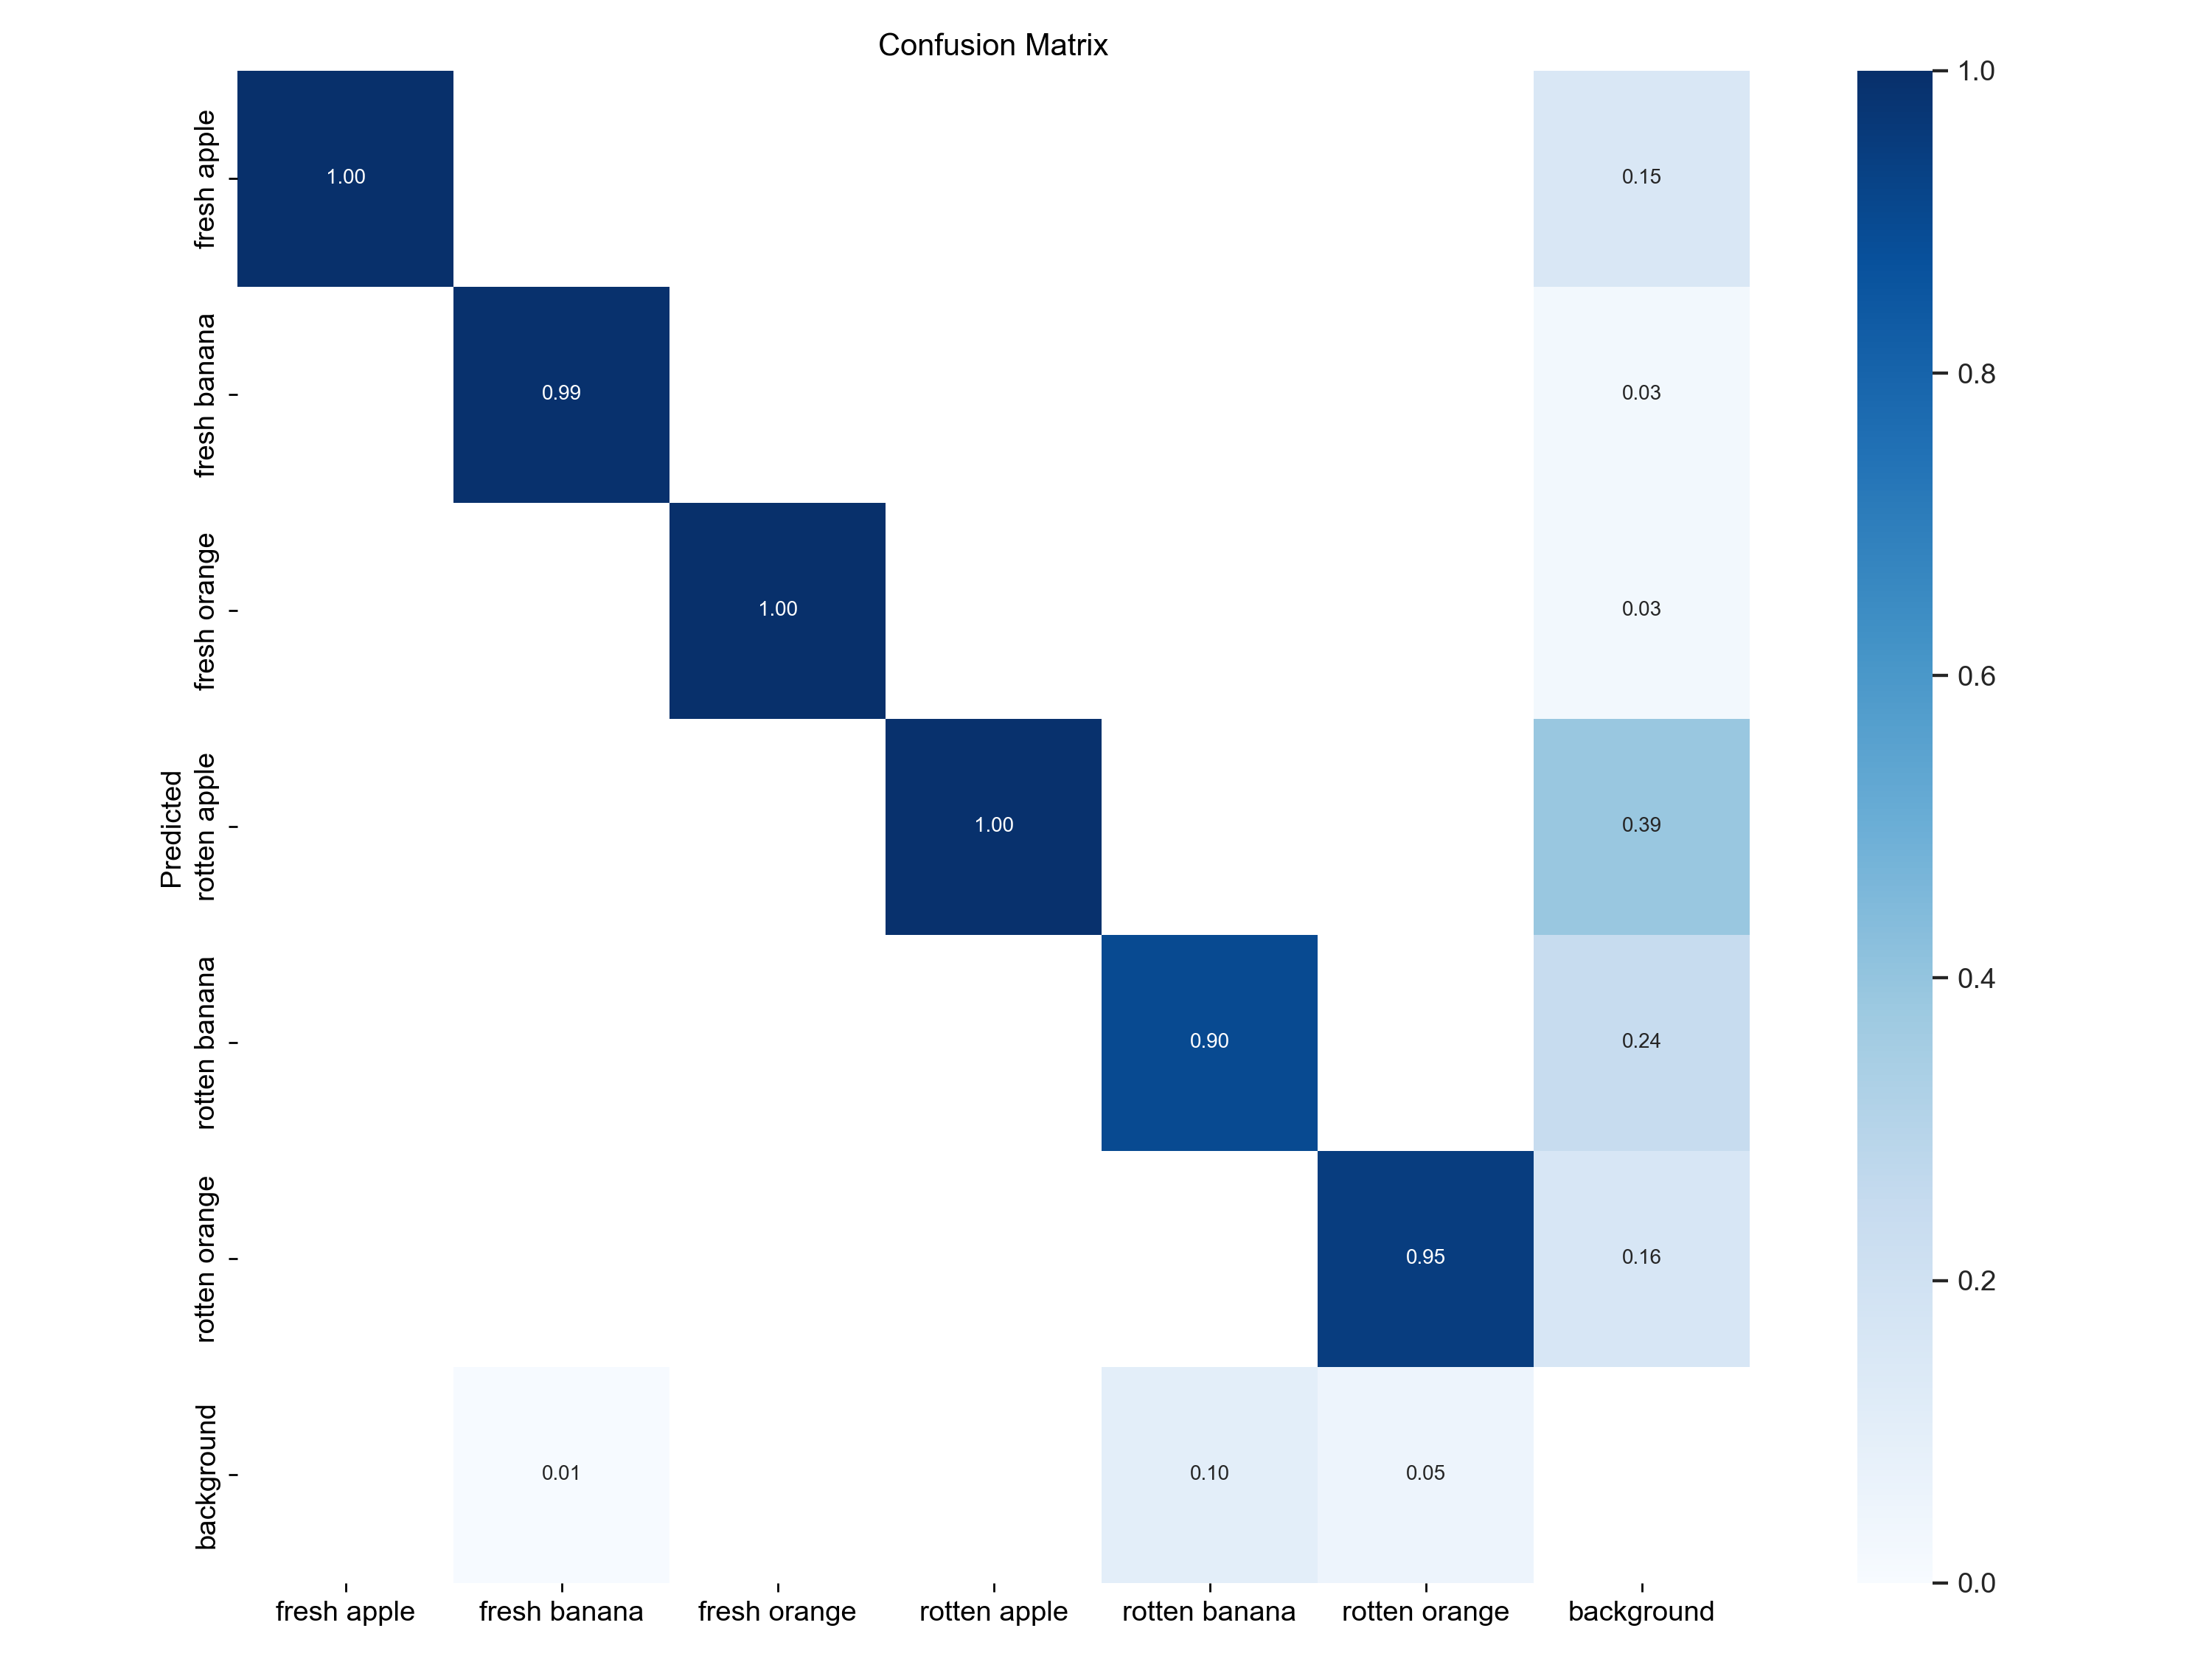 Confusion Matrix
fresh apple
1.00
0.15
fresh banana
0.99
0.03
fresh orange
1.00
0.03
Predicted
rotten apple
1.00
0.39
rotten banana
0.90
0.24
rotten orange
0.95
0.16
background
0.01
0.10
0.05
fresh apple
fresh banana
fresh orange
rotten apple
rotten banana
rotten orange
background
1.0
0.8
0.6
0.4
0.2
0.0